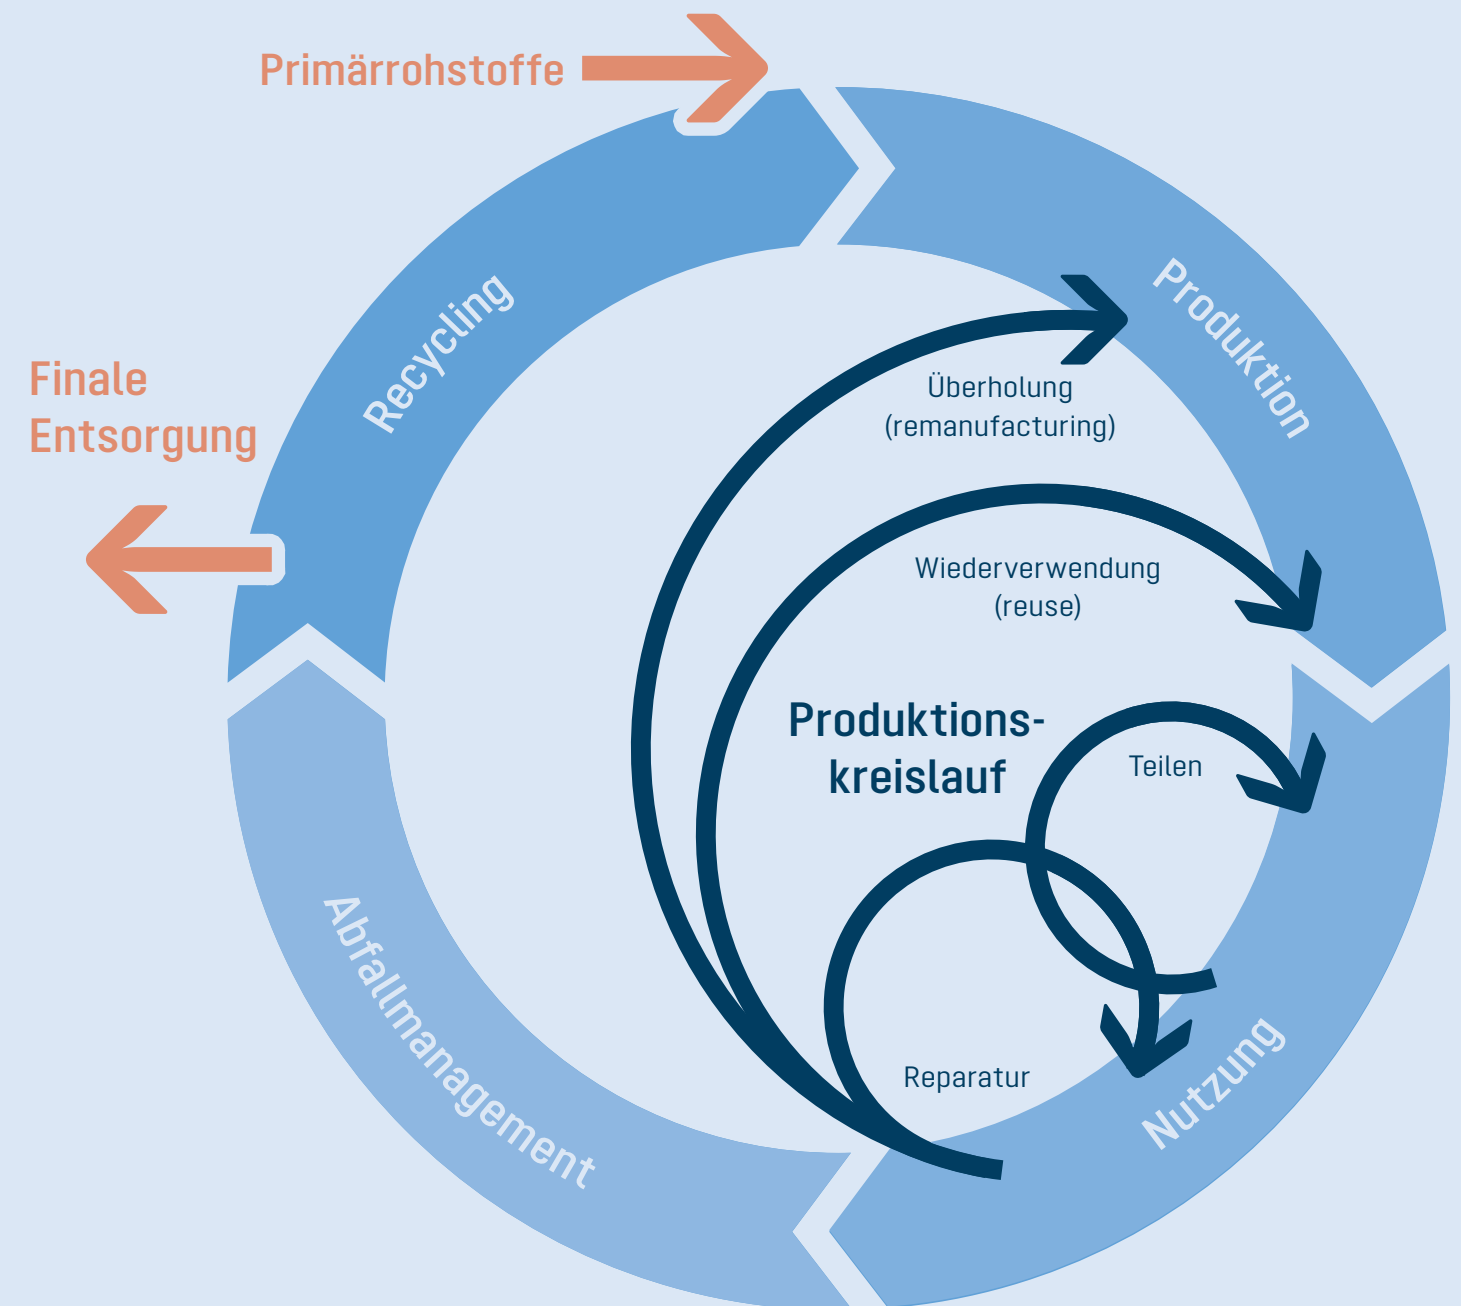 Primärrohstoffe
Recycling
Produktion
Finale
Entsorgung
Überholung
(remanufacturing)
Wiederverwendung
(reuse)
Produktions-
kreislauf
Teilen
Abfallmanagement
Reparatur
Nutzung